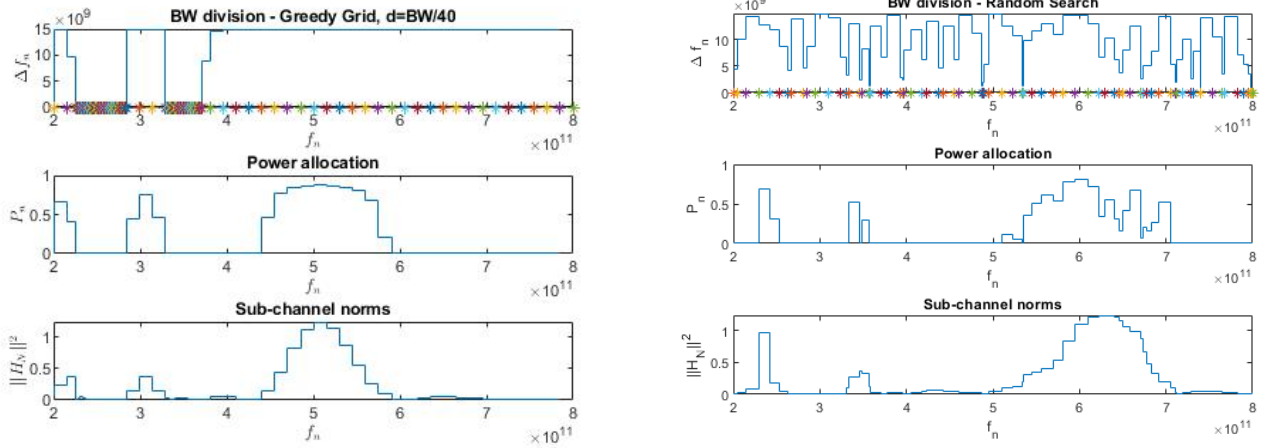 BW division - Greedy Grid, d=BW/40
×10⁹
15
10
5
0
Δf_n
2 3 4 5 6 7 8
f_n
×10¹¹
Power allocation
1
0.5
0
P_n
2 3 4 5 6 7 8
f_n
×10¹¹
Sub-channel norms
1
0.5
0
||H_N||²
2 3 4 5 6 7 8
f_n
×10¹¹
BW division - Random Search
×10⁹
10
5
0
Δ f_n
2 3 4 5 6 7 8
f_n
×10¹¹
Power allocation
1
0.5
0
P_n
2 3 4 5 6 7 8
f_n
×10¹¹
Sub-channel norms
1
0.5
0
||H_N||²
2 3 4 5 6 7 8
f_n
×10¹¹